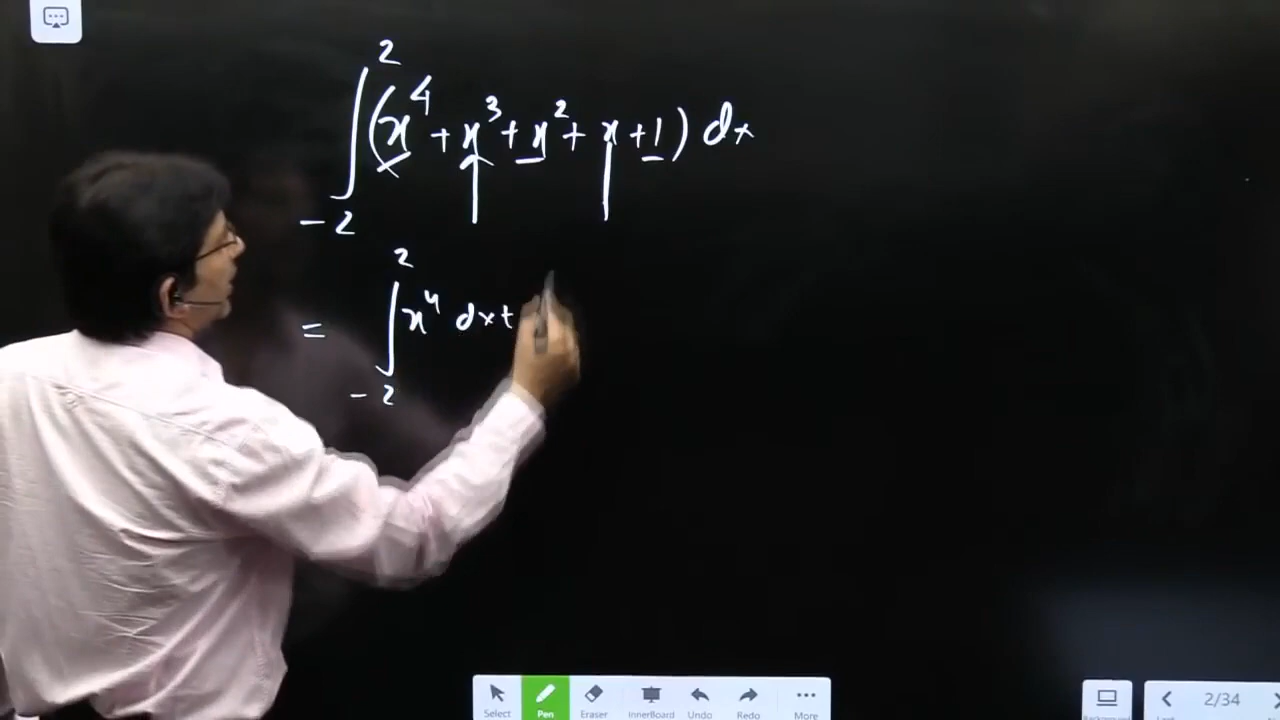 2
∫(x⁴ + x³ + x² + x + 1) dx
-2
2
= ∫ x⁴ dx +
-2
Select Pen Eraser InnerBoard Undo Redo More
2/34